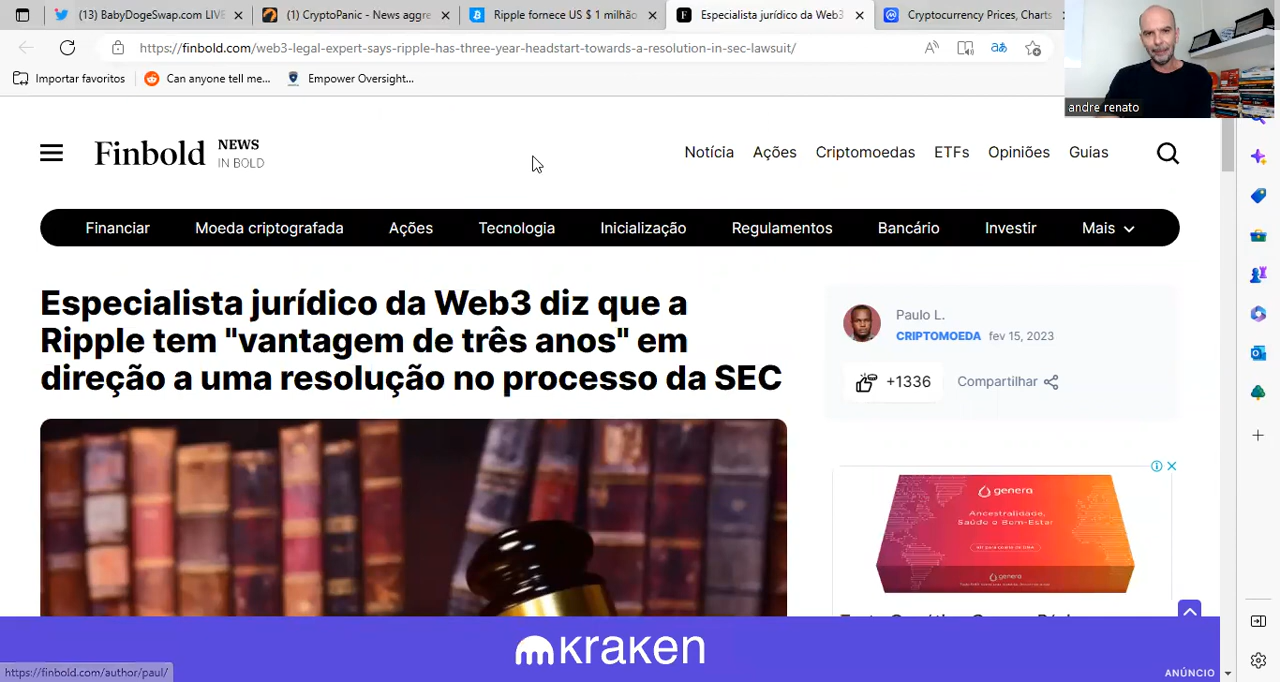 (13) BabyDogeSwap.com LIVE
(1) CryptoPanic - News aggre
Ripple fornece US $ 1 milhão
Especialista jurídico da Web3
Cryptocurrency Prices, Charts
https://finbold.com/web3-legal-expert-says-ripple-has-three-year-headstart-towards-a-resolution-in-sec-lawsuit/
Importar favoritos
Can anyone tell me...
Empower Oversight...
andre renato
Finbold NEWS
IN BOLD
Notícia Ações Criptomoedas ETFs Opiniões Guias
Financiar Moeda criptografada Ações Tecnologia Inicialização Regulamentos Bancário Investir Mais
Especialista jurídico da Web3 diz que a
Ripple tem "vantagem de três anos" em
direção a uma resolução no processo da SEC
Paulo L.
CRIPTOMOEDA fev 15, 2023
+1336 Compartilhar
genera
Ancestralidade,
Saúde e Bem-Estar
genera
kraken
ANÚNCIO
https://finbold.com/author/paul/